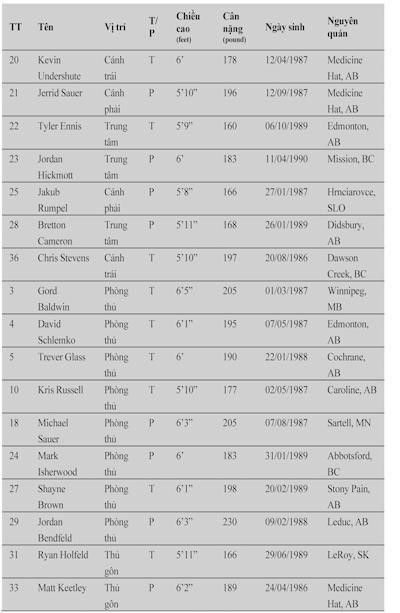 TT Tên Vị trí T/ Chiều Cân Ngày sinh Nguyên
P cao nặng quán
(feet) (pound)
20 Kevin Cánh T 6’ 178 12/04/1987 Medicine
Undershute trái Hat, AB
21 Jerrid Sauer Cánh P 5’10” 196 12/09/1987 Medicine
phải Hat, AB
22 Tyler Ennis Trung T 5’9” 160 06/10/1989 Edmonton,
tâm AB
23 Jordan Trung P 6’ 183 11/04/1990 Mission, BC
Hickmott tâm
25 Jakub Cánh P 5’8” 166 27/01/1987 Hrnciarovce,
Rumpel phải SLO
28 Bretton Trung P 5’11” 168 26/01/1989 Didsbury,
Cameron tâm AB
36 Chris Stevens Cánh T 5’10” 197 20/08/1986 Dawson
trái Creek, BC
3 Gord Phòng T 6’5” 205 01/03/1987 Winnipeg,
Baldwin thủ MB
4 David Phòng T 6’1” 195 07/05/1987 Edmonton,
Schlemko thủ AB
5 Trever Glass Phòng T 6’ 190 22/01/1988 Cochrane,
thủ AB
10 Kris Russell Phòng T 5’10” 177 02/05/1987 Caroline, AB
thủ
18 Michael Phòng P 6’3” 205 07/08/1987 Sartell, MN
Sauer thủ
24 Mark Phòng P 6’ 183 31/01/1989 Abbotsford,
Isherwood thủ BC
27 Shayne Phòng T 6’1” 198 20/02/1989 Stony Pain,
Brown thủ AB
29 Jordan Phòng P 6’3” 230 09/02/1988 Leduc, AB
Bendfeld thủ
31 Ryan Holfeld Thủ T 5’11” 166 29/06/1989 LeRoy, SK
gôn
33 Matt Keetley Thủ P 6’2” 189 24/04/1986 Medicine
gôn Hat, AB